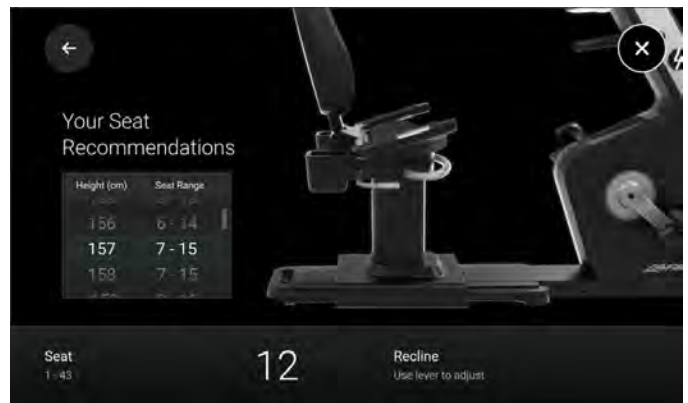 Your Seat
Recommendations
Height (cm) Seat Range
156 6 - 14
157 7 - 15
158 7 - 15
Seat
1 - 43
12
Recline
Use lever to adjust